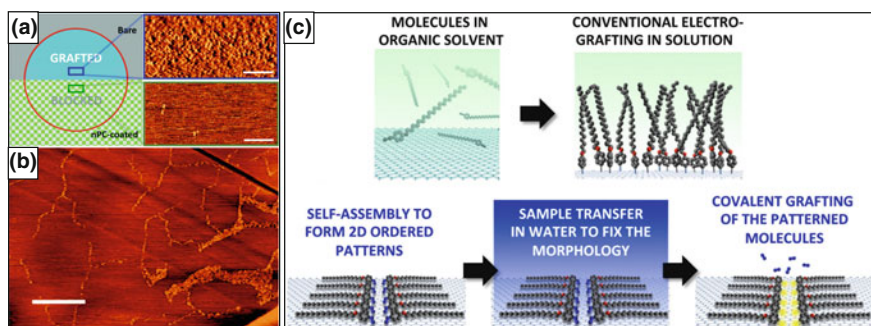 (a)
Bare
GRAFTED
BLOCKED
nPC-coated
(b)
(c)
MOLECULES IN
ORGANIC SOLVENT
CONVENTIONAL ELECTRO-
GRAFTING IN SOLUTION
SELF-ASSEMBLY TO
FORM 2D ORDERED
PATTERNS
SAMPLE TRANSFER
IN WATER TO FIX THE
MORPHOLOGY
COVALENT GRAFTING
OF THE PATTERNED
MOLECULES